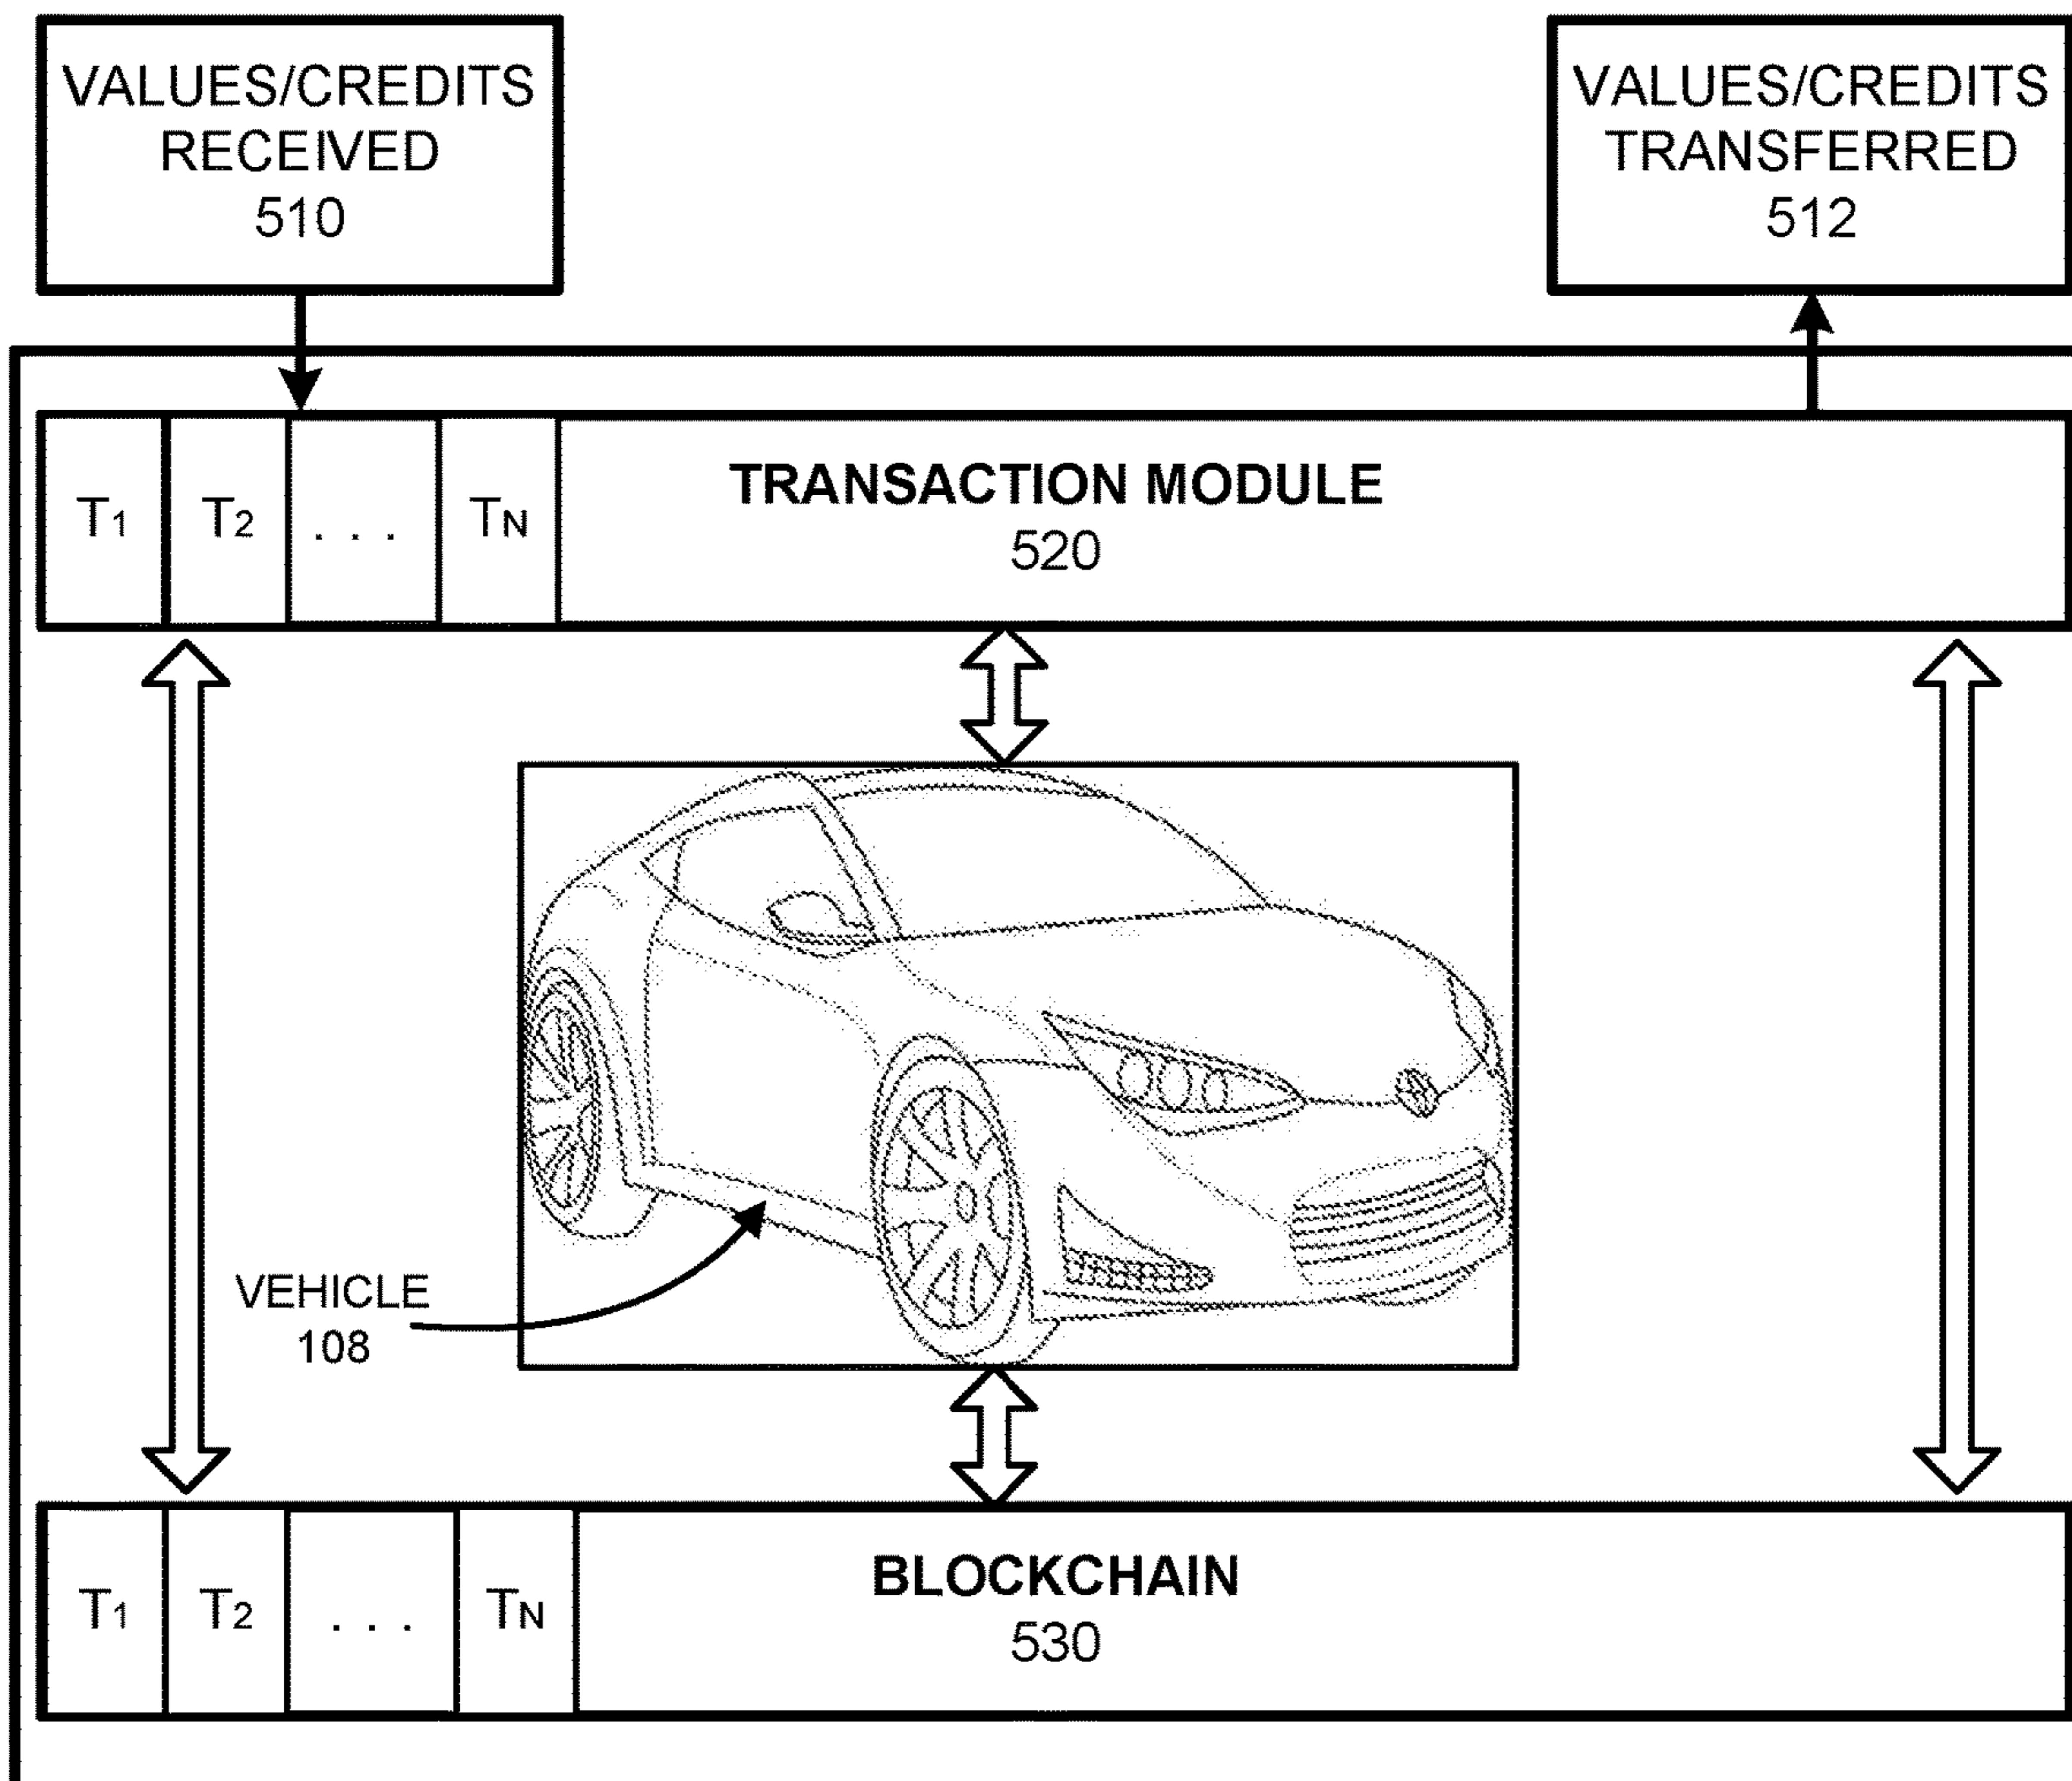 VALUES/CREDITS
RECEIVED
510
VALUES/CREDITS
TRANSFERRED
512
T1 T2 . . . TN
TRANSACTION MODULE
520
VEHICLE
108
T1 T2 . . . TN
BLOCKCHAIN
530